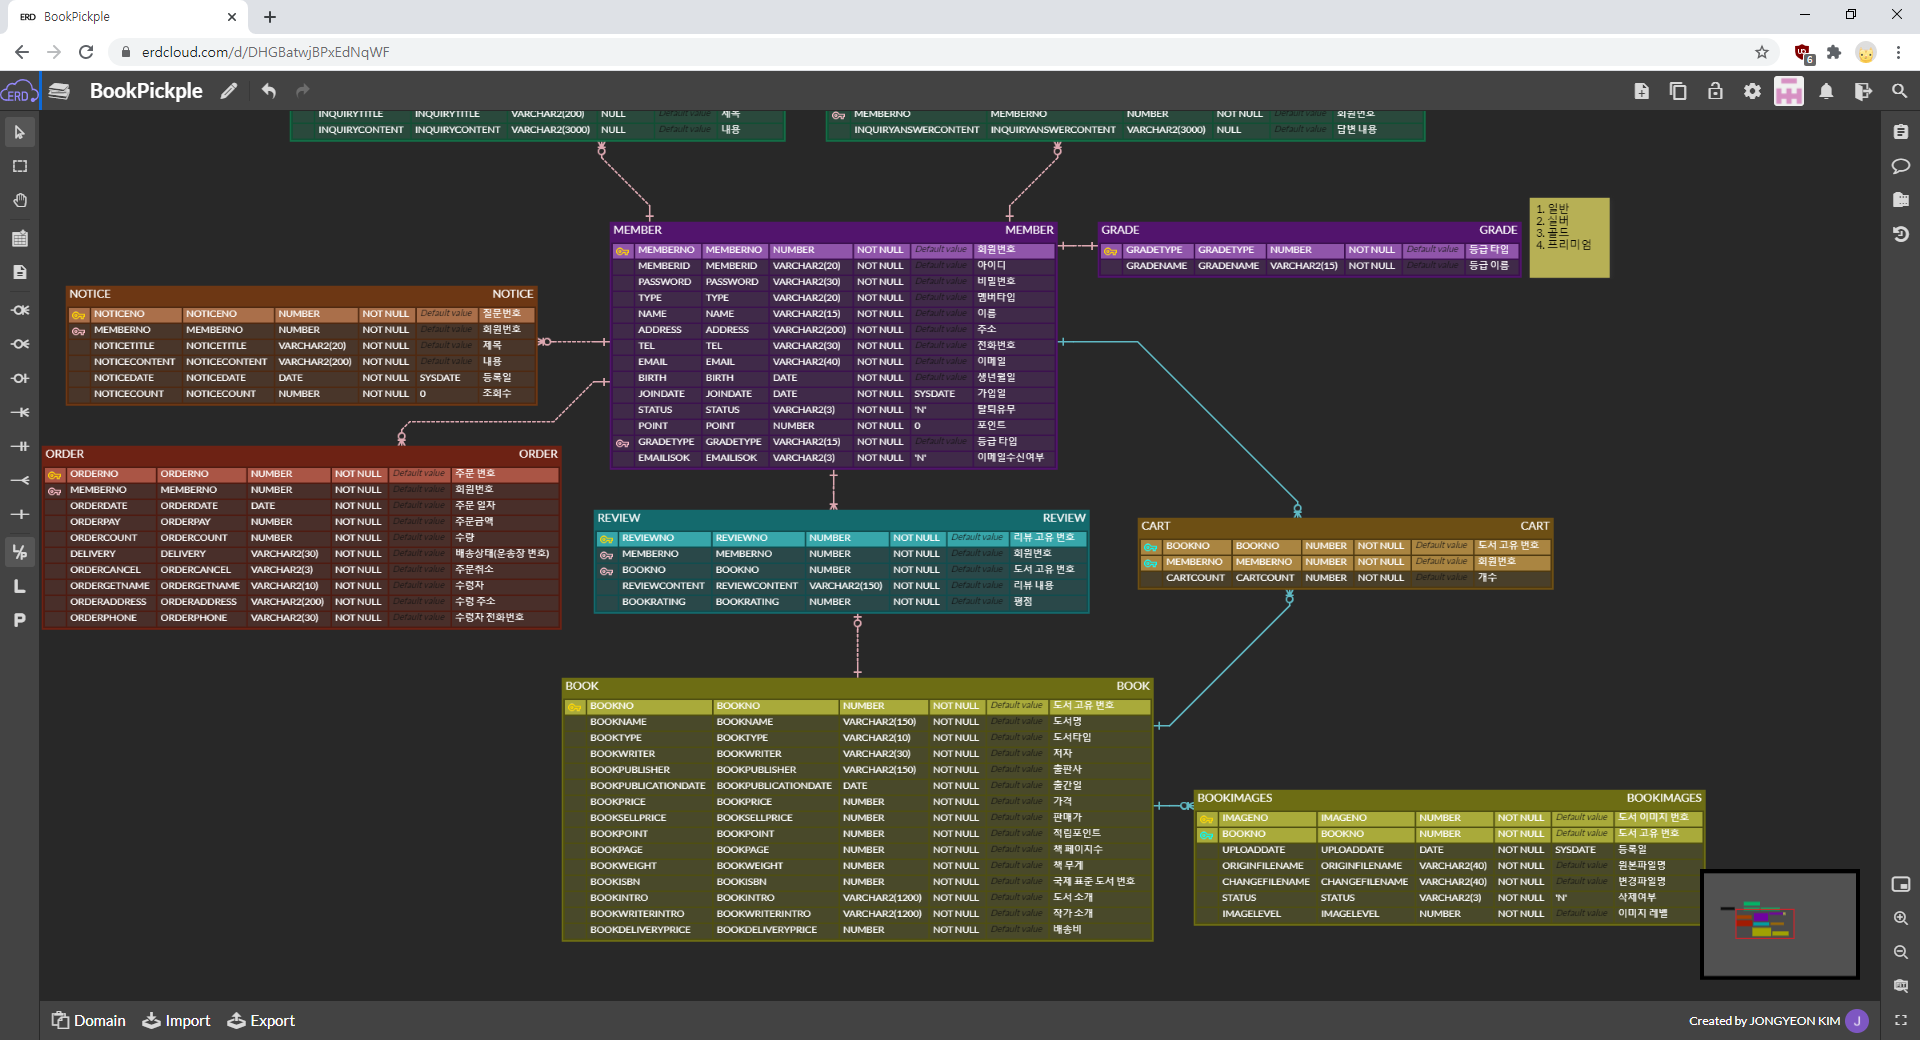 ERD BookPickple
erdcloud.com/d/DHGBatwjBPxEdNqWF
6
ERD BookPickple
INQUIRYTITLE INQUIRYTITLE VARCHAR2(200) NULL Default value 제목
INQUIRYCONTENT INQUIRYCONTENT VARCHAR2(3000) NULL Default value 내용
MEMBERNO MEMBERNO NUMBER NOT NULL Default value 회원번호
INQUIRYANSWERCONTENT INQUIRYANSWERCONTENT VARCHAR2(3000) NULL Default value 답변 내용
MEMBER MEMBER
MEMBERNO MEMBERNO NUMBER NOT NULL Default value 회원번호
MEMBERID MEMBERID VARCHAR2(20) NOT NULL Default value 아이디
PASSWORD PASSWORD VARCHAR2(30) NOT NULL Default value 비밀번호
TYPE TYPE VARCHAR2(20) NOT NULL Default value 멤버타입
NAME NAME VARCHAR2(15) NOT NULL Default value 이름
ADDRESS ADDRESS VARCHAR2(200) NOT NULL Default value 주소
TEL TEL VARCHAR2(30) NOT NULL Default value 전화번호
EMAIL EMAIL VARCHAR2(40) NOT NULL Default value 이메일
BIRTH BIRTH DATE NOT NULL Default value 생년월일
JOINDATE JOINDATE DATE NOT NULL SYSDATE 가입일
STATUS STATUS VARCHAR2(3) NOT NULL 'N' 탈퇴유무
POINT POINT NUMBER NOT NULL 0 포인트
GRADETYPE GRADETYPE VARCHAR2(15) NOT NULL Default value 등급 타입
EMAILISOK EMAILISOK VARCHAR2(3) NOT NULL 'N' 이메일수신여부
GRADE GRADE
GRADETYPE GRADETYPE NUMBER NOT NULL Default value 등급 타입
GRADENAME GRADENAME VARCHAR2(15) NOT NULL Default value 등급 이름
1. 일반
2. 실버
3. 골드
4. 프리미엄
NOTICE NOTICE
NOTICENO NOTICENO NUMBER NOT NULL Default value 질문번호
MEMBERNO MEMBERNO NUMBER NOT NULL Default value 회원번호
NOTICETITLE NOTICETITLE VARCHAR2(20) NOT NULL Default value 제목
NOTICECONTENT NOTICECONTENT VARCHAR2(200) NOT NULL Default value 내용
NOTICEDATE NOTICEDATE DATE NOT NULL SYSDATE 등록일
NOTICECOUNT NOTICECOUNT NUMBER NOT NULL 0 조회수
ORDER ORDER
ORDERNO ORDERNO NUMBER NOT NULL Default value 주문 번호
MEMBERNO MEMBERNO NUMBER NOT NULL Default value 회원번호
ORDERDATE ORDERDATE DATE NOT NULL Default value 주문 일자
ORDERPAY ORDERPAY NUMBER NOT NULL Default value 주문금액
ORDERCOUNT ORDERCOUNT NUMBER NOT NULL Default value 수량
DELIVERY DELIVERY VARCHAR2(30) NOT NULL Default value 배송상태(운송장 번호)
ORDERCANCEL ORDERCANCEL VARCHAR2(3) NOT NULL Default value 주문취소
ORDERGETNAME ORDERGETNAME VARCHAR2(10) NOT NULL Default value 수령자
ORDERADDRESS ORDERADDRESS VARCHAR2(200) NOT NULL Default value 수령 주소
ORDERPHONE ORDERPHONE VARCHAR2(30) NOT NULL Default value 수령자 전화번호
REVIEW REVIEW
REVIEWNO REVIEWNO NUMBER NOT NULL Default value 리뷰 고유 번호
MEMBERNO MEMBERNO NUMBER NOT NULL Default value 회원번호
BOOKNO BOOKNO NUMBER NOT NULL Default value 도서 고유 번호
REVIEWCONTENT REVIEWCONTENT VARCHAR2(150) NOT NULL Default value 리뷰 내용
BOOKRATING BOOKRATING NUMBER NOT NULL Default value 평점
CART CART
BOOKNO BOOKNO NUMBER NOT NULL Default value 도서 고유 번호
MEMBERNO MEMBERNO NUMBER NOT NULL Default value 회원번호
CARTCOUNT CARTCOUNT NUMBER NOT NULL Default value 개수
BOOK BOOK
BOOKNO BOOKNO NUMBER NOT NULL Default value 도서 고유 번호
BOOKNAME BOOKNAME VARCHAR2(150) NOT NULL Default value 도서명
BOOKTYPE BOOKTYPE VARCHAR2(10) NOT NULL Default value 도서타입
BOOKWRITER BOOKWRITER VARCHAR2(30) NOT NULL Default value 저자
BOOKPUBLISHER BOOKPUBLISHER VARCHAR2(150) NOT NULL Default value 출판사
BOOKPUBLICATIONDATE BOOKPUBLICATIONDATE DATE NOT NULL Default value 출간일
BOOKPRICE BOOKPRICE NUMBER NOT NULL Default value 가격
BOOKSELLPRICE BOOKSELLPRICE NUMBER NOT NULL Default value 판매가
BOOKPOINT BOOKPOINT NUMBER NOT NULL Default value 적립포인트
BOOKPAGE BOOKPAGE NUMBER NOT NULL Default value 책 페이지수
BOOKWEIGHT BOOKWEIGHT NUMBER NOT NULL Default value 책 무게
BOOKISBN BOOKISBN NUMBER NOT NULL Default value 국제 표준 도서 번호
BOOKINTRO BOOKINTRO VARCHAR2(1200) NOT NULL Default value 도서 소개
BOOKWRITERINTRO BOOKWRITERINTRO VARCHAR2(1200) NOT NULL Default value 작가 소개
BOOKDELIVERYPRICE BOOKDELIVERYPRICE NUMBER NOT NULL Default value 배송비
BOOKIMAGES BOOKIMAGES
IMAGENO IMAGENO NUMBER NOT NULL Default value 도서 이미지 번호
BOOKNO BOOKNO NUMBER NOT NULL Default value 도서 고유 번호
UPLOADDATE UPLOADDATE DATE NOT NULL SYSDATE 등록일
ORIGINFILENAME ORIGINFILENAME VARCHAR2(40) NOT NULL Default value 원본파일명
CHANGEFILENAME CHANGEFILENAME VARCHAR2(40) NOT NULL Default value 변경파일명
STATUS STATUS VARCHAR2(3) NOT NULL 'N' 삭제여부
IMAGELEVEL IMAGELEVEL NUMBER NOT NULL Default value 이미지 레벨
L
P
Domain Import Export
Created by JONGYEON KIM J